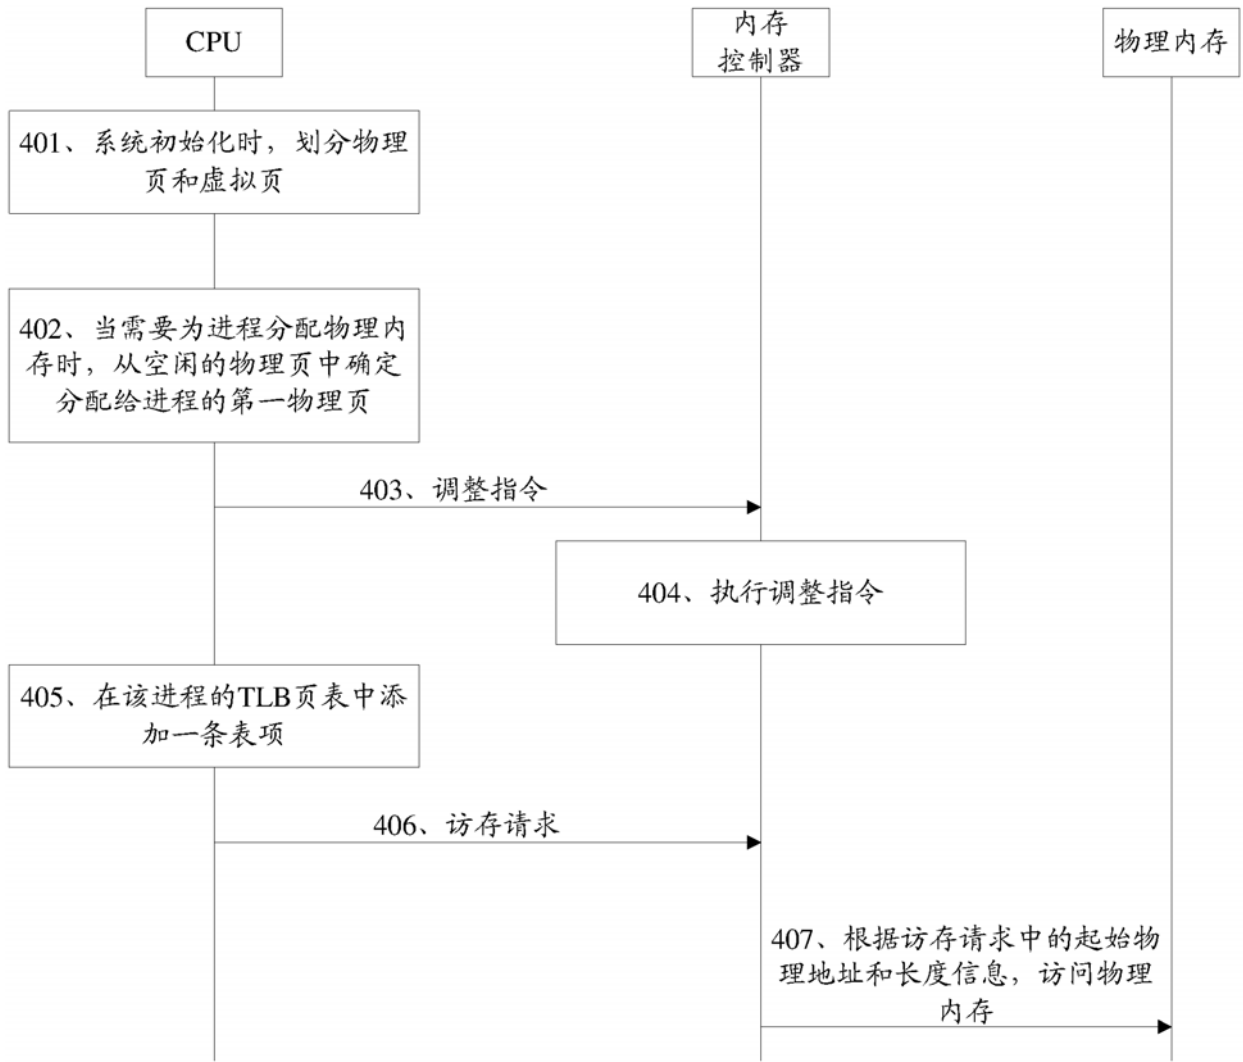 CPU
内存
控制器
物理内存
401、系统初始化时，划分物理
页和虚拟页
402、当需要为进程分配物理内
存时，从空闲的物理页中确定
分配给进程的第一物理页
403、调整指令
404、执行调整指令
405、在该进程的TLB页表中添
加一条表项
406、访存请求
407、根据访存请求中的起始物
理地址和长度信息，访问物理
内存